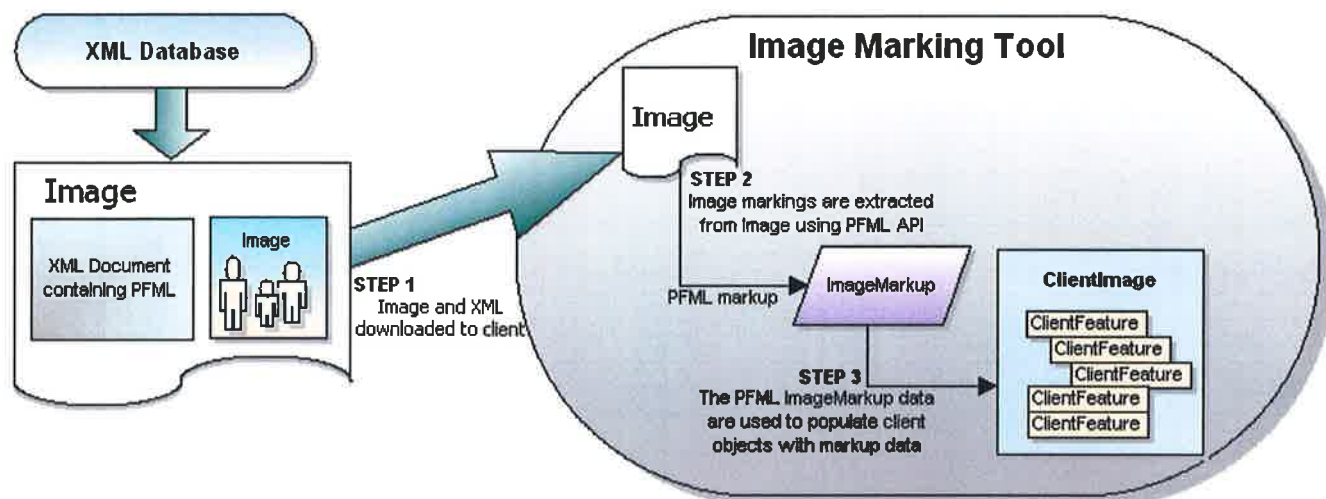 XML Database
Image
XML Document
containing PFML
Image
STEP 1
Image and XML
downloaded to client
Image Marking Tool
Image
STEP 2
Image markings are extracted
from Image using PFML API
PFML markup
ImageMarkup
STEP 3
The PFML ImageMarkup data
are used to populate client
objects with markup data
ClientImage
ClientFeature
ClientFeature
ClientFeature
ClientFeature
ClientFeature